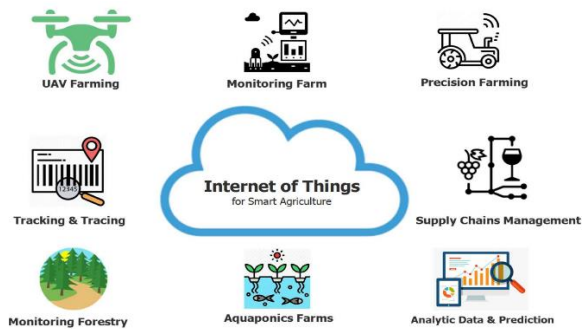 UAV Farming
Monitoring Farm
Precision Farming
Internet of Things
for Smart Agriculture
12345
Tracking & Tracing
Supply Chains Management
Monitoring Forestry
Aquaponics Farms
Analytic Data & Prediction